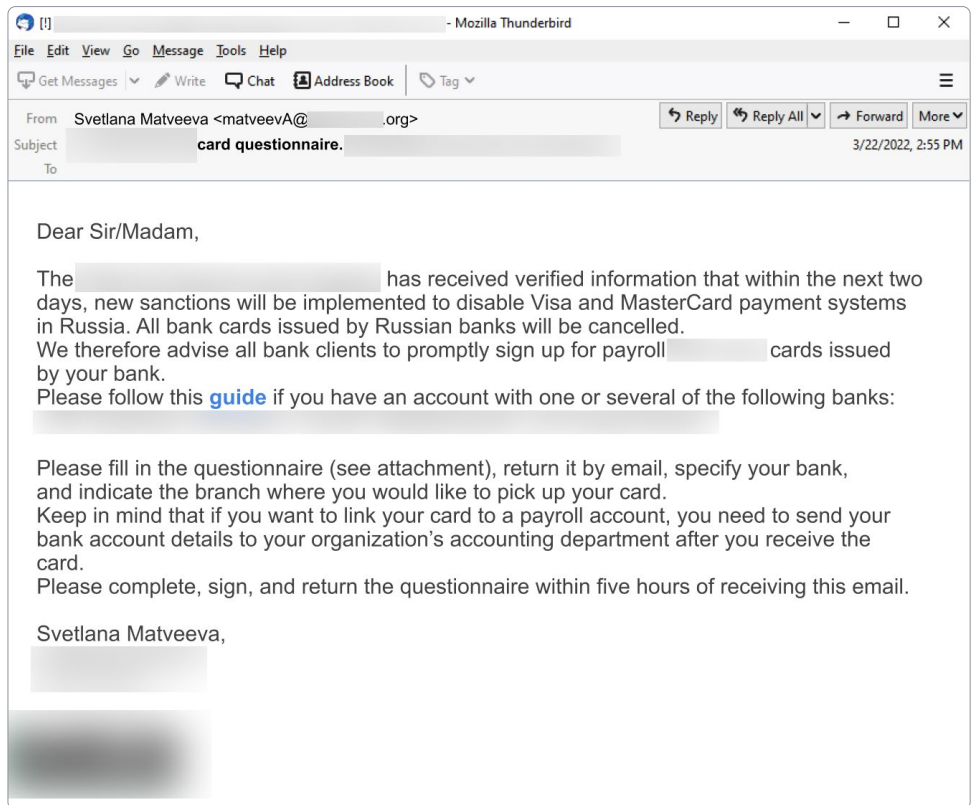 [!] - Mozilla Thunderbird
File Edit View Go Message Tools Help
Get Messages Write Chat Address Book Tag
From Svetlana Matveeva <matveevA@ .org> Reply Reply All Forward More
Subject card questionnaire. 3/22/2022, 2:55 PM
To
Dear Sir/Madam,
The has received verified information that within the next two
days, new sanctions will be implemented to disable Visa and MasterCard payment systems
in Russia. All bank cards issued by Russian banks will be cancelled.
We therefore advise all bank clients to promptly sign up for payroll cards issued
by your bank.
Please follow this guide if you have an account with one or several of the following banks:
Please fill in the questionnaire (see attachment), return it by email, specify your bank,
and indicate the branch where you would like to pick up your card.
Keep in mind that if you want to link your card to a payroll account, you need to send your
bank account details to your organization's accounting department after you receive the
card.
Please complete, sign, and return the questionnaire within five hours of receiving this email.
Svetlana Matveeva,